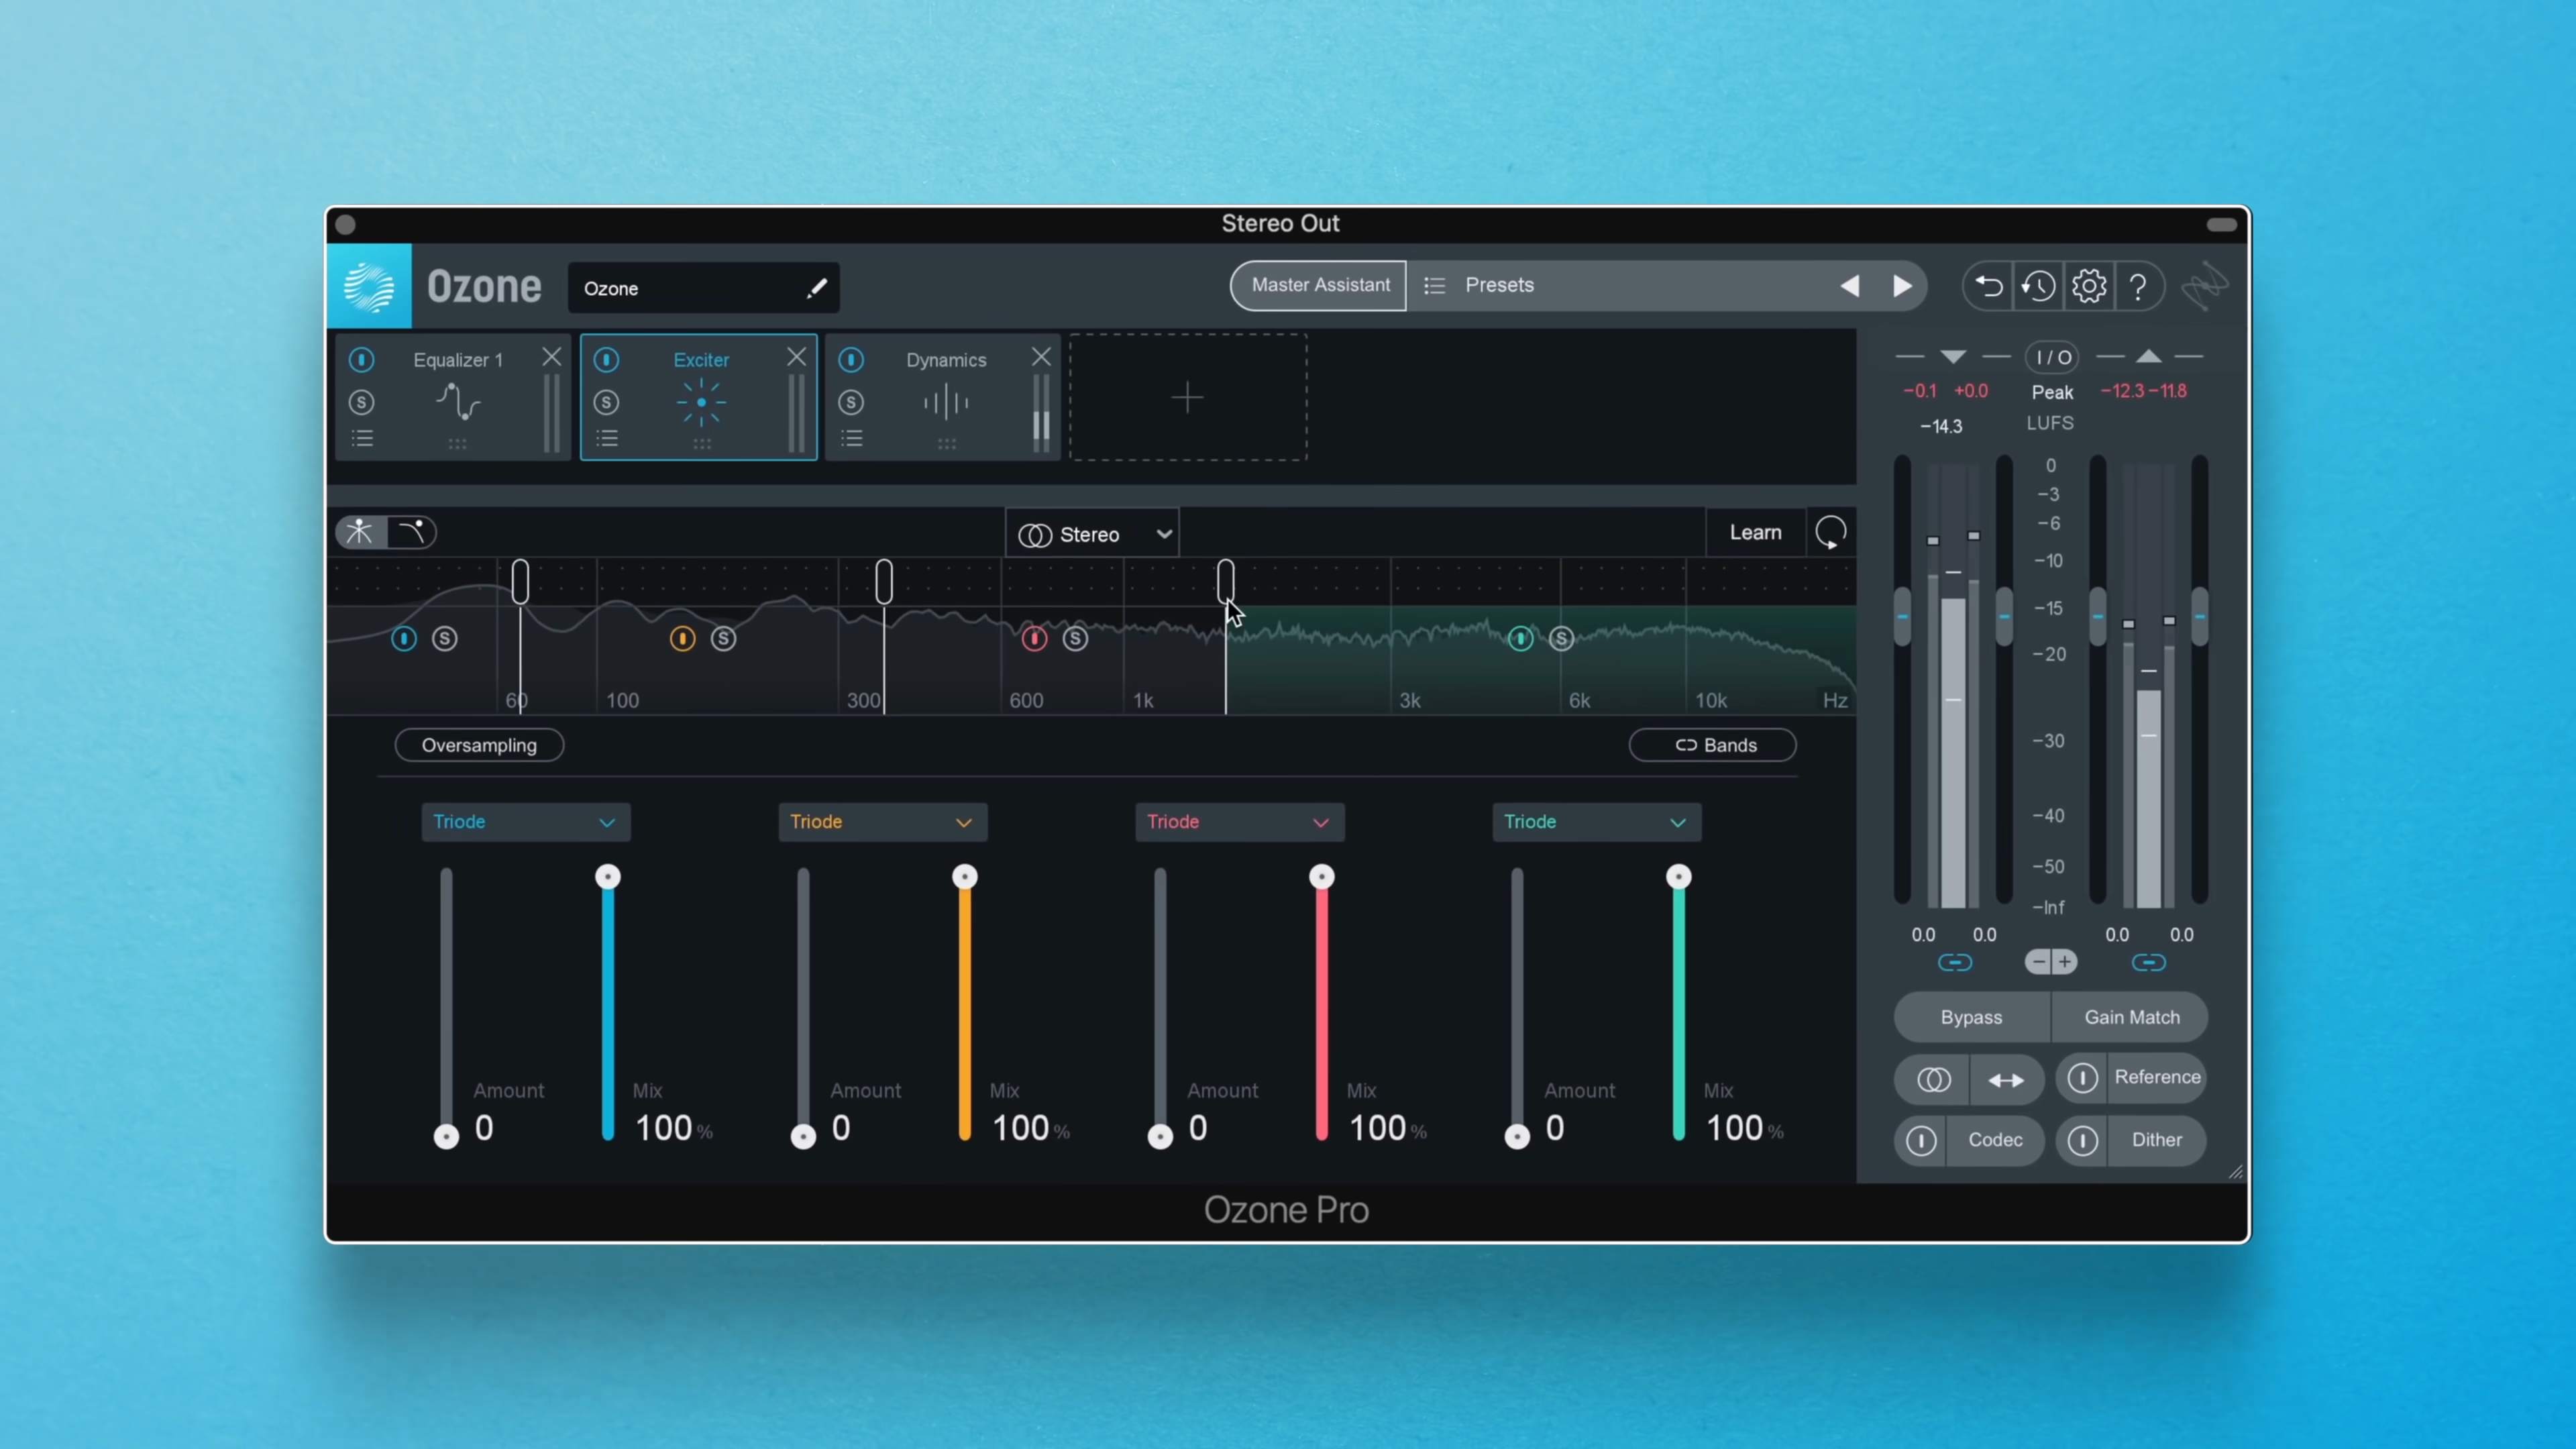 Stereo Out
Ozone
Ozone
Master Assistant
Presets
?
Equalizer 1
Exciter
Dynamics
S
S
S
I / O
−0.1 +0.0
Peak
−12.3 −11.8
−14.3
LUFS
Stereo
Learn
S
S
S
S
60
100
300
600
1k
3k
6k
10k
Hz
0
−3
−6
−10
−15
−20
−30
−40
−50
−Inf
Oversampling
Bands
Triode
Triode
Triode
Triode
Amount
0
Mix
100 %
Amount
0
Mix
100 %
Amount
0
Mix
100 %
Amount
0
Mix
100 %
0.0 0.0
0.0 0.0
Bypass
Gain Match
Reference
Codec
Dither
Ozone Pro